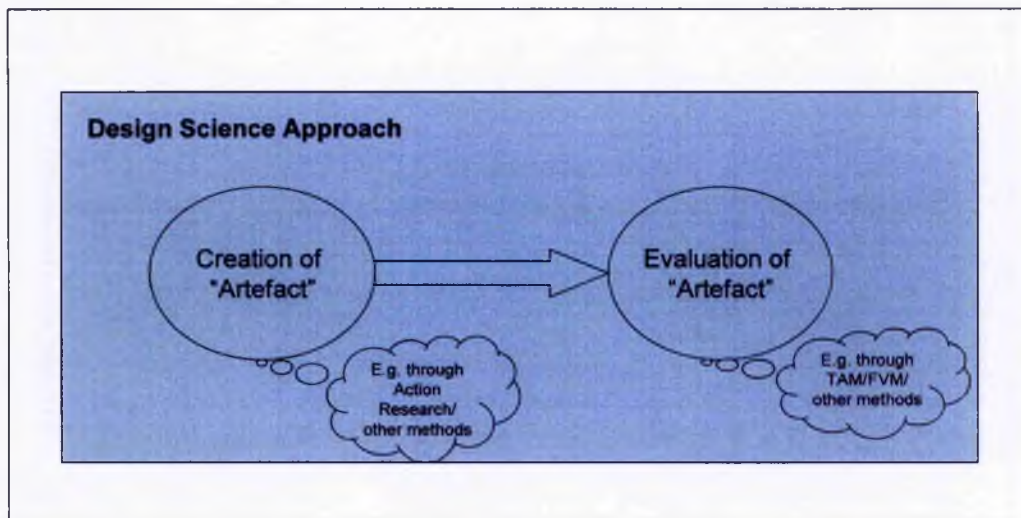 Design Science Approach
Creation of
"Artefact"
Evaluation of
"Artefact"
E.g. through
Action
Research/
other methods
E.g. through
TAM/FVM/
other methods